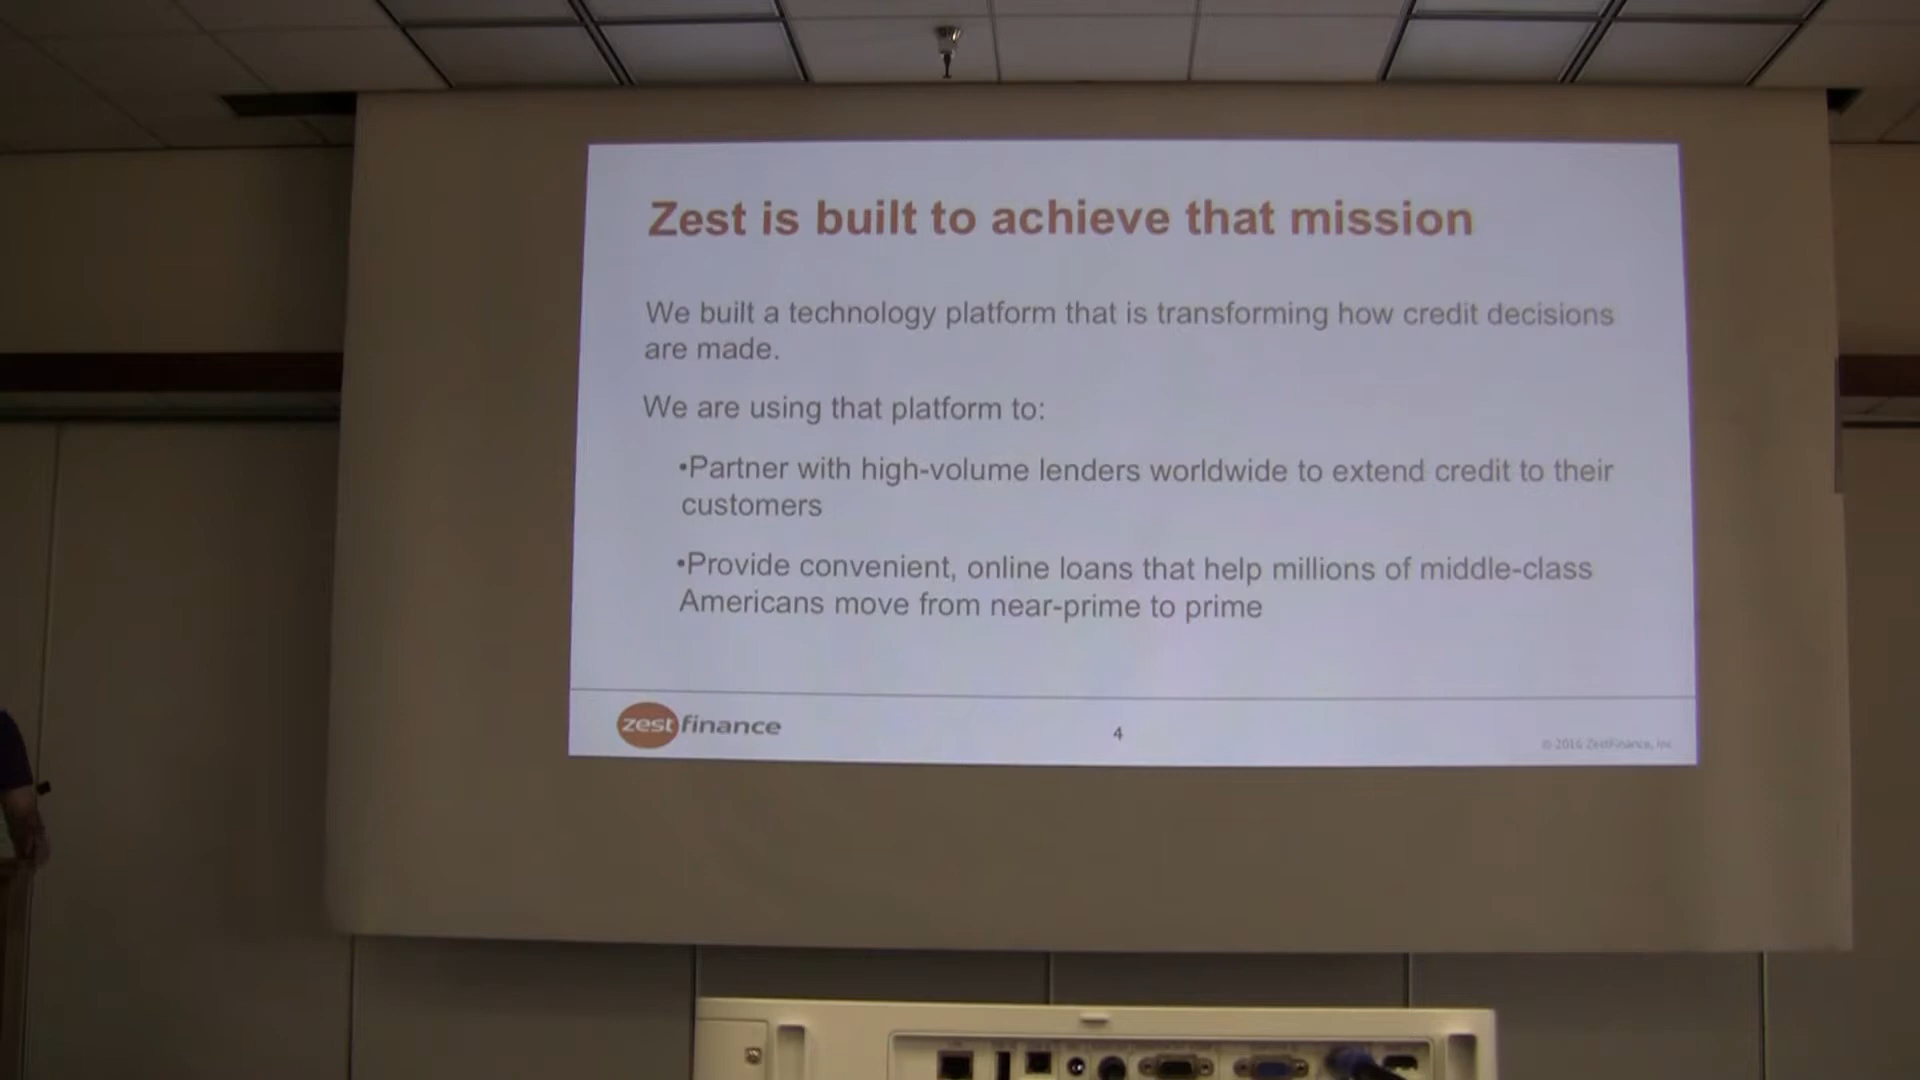 Zest is built to achieve that mission
We built a technology platform that is transforming how credit decisions
are made.
We are using that platform to:
•Partner with high-volume lenders worldwide to extend credit to their
customers
•Provide convenient, online loans that help millions of middle-class
Americans move from near-prime to prime
zest finance
4
© 2016 ZestFinance, Inc